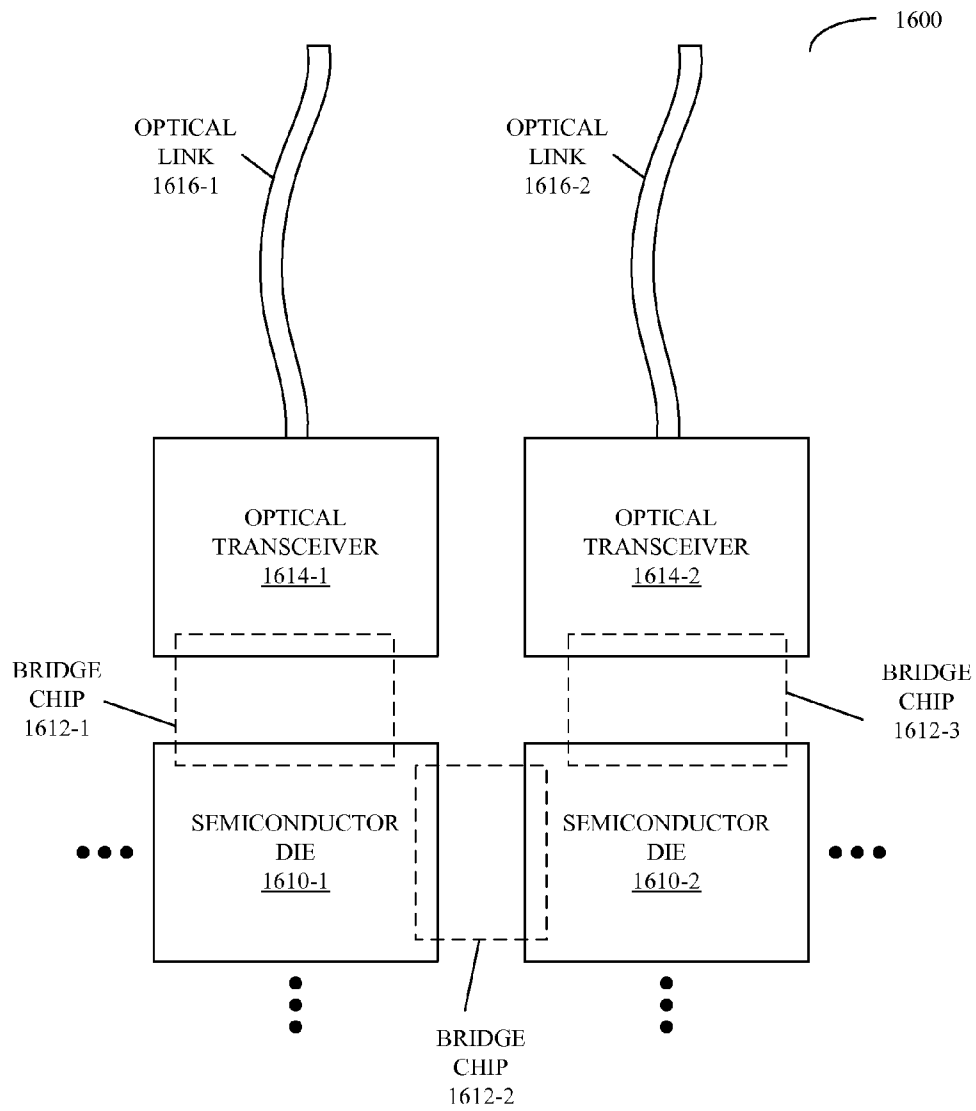 1600
OPTICAL
LINK
1616-1
OPTICAL
LINK
1616-2
OPTICAL
TRANSCEIVER
1614-1
OPTICAL
TRANSCEIVER
1614-2
BRIDGE
CHIP
1612-1
BRIDGE
CHIP
1612-3
SEMICONDUCTOR
DIE
1610-1
SEMICONDUCTOR
DIE
1610-2
BRIDGE
CHIP
1612-2